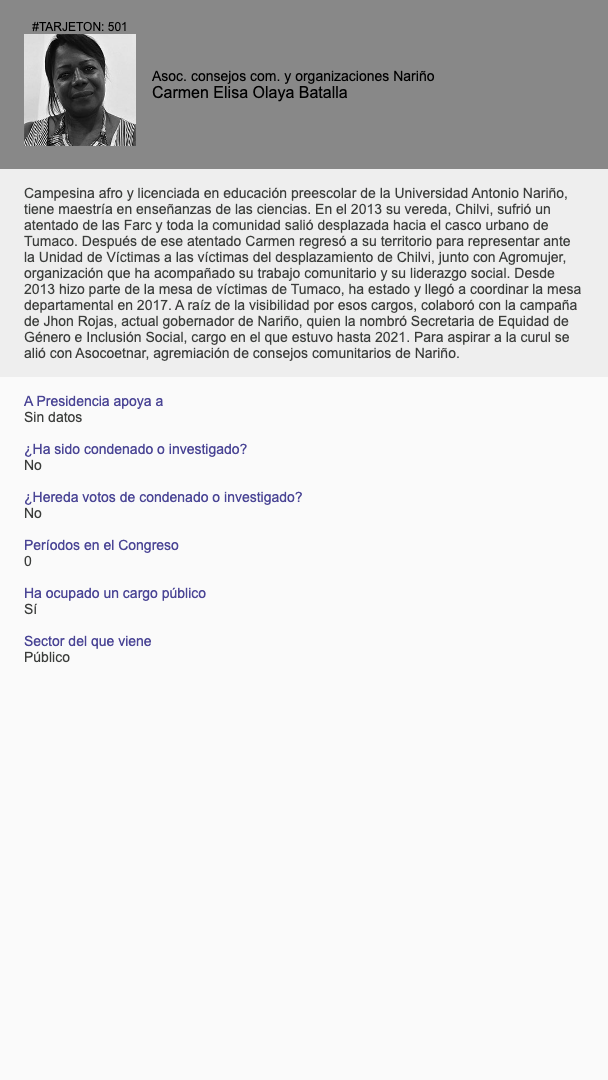 #TARJETON: 501
Asoc. consejos com. y organizaciones Nariño
Carmen Elisa Olaya Batalla
Campesina afro y licenciada en educación preescolar de la Universidad Antonio Nariño,
tiene maestría en enseñanzas de las ciencias. En el 2013 su vereda, Chilvi, sufrió un
atentado de las Farc y toda la comunidad salió desplazada hacia el casco urbano de
Tumaco. Después de ese atentado Carmen regresó a su territorio para representar ante
la Unidad de Víctimas a las víctimas del desplazamiento de Chilvi, junto con Agromujer,
organización que ha acompañado su trabajo comunitario y su liderazgo social. Desde
2013 hizo parte de la mesa de víctimas de Tumaco, ha estado y llegó a coordinar la mesa
departamental en 2017. A raíz de la visibilidad por esos cargos, colaboró con la campaña
de Jhon Rojas, actual gobernador de Nariño, quien la nombró Secretaria de Equidad de
Género e Inclusión Social, cargo en el que estuvo hasta 2021. Para aspirar a la curul se
alió con Asocoetnar, agremiación de consejos comunitarios de Nariño.
A Presidencia apoya a
Sin datos
¿Ha sido condenado o investigado?
No
¿Hereda votos de condenado o investigado?
No
Períodos en el Congreso
0
Ha ocupado un cargo público
Sí
Sector del que viene
Público